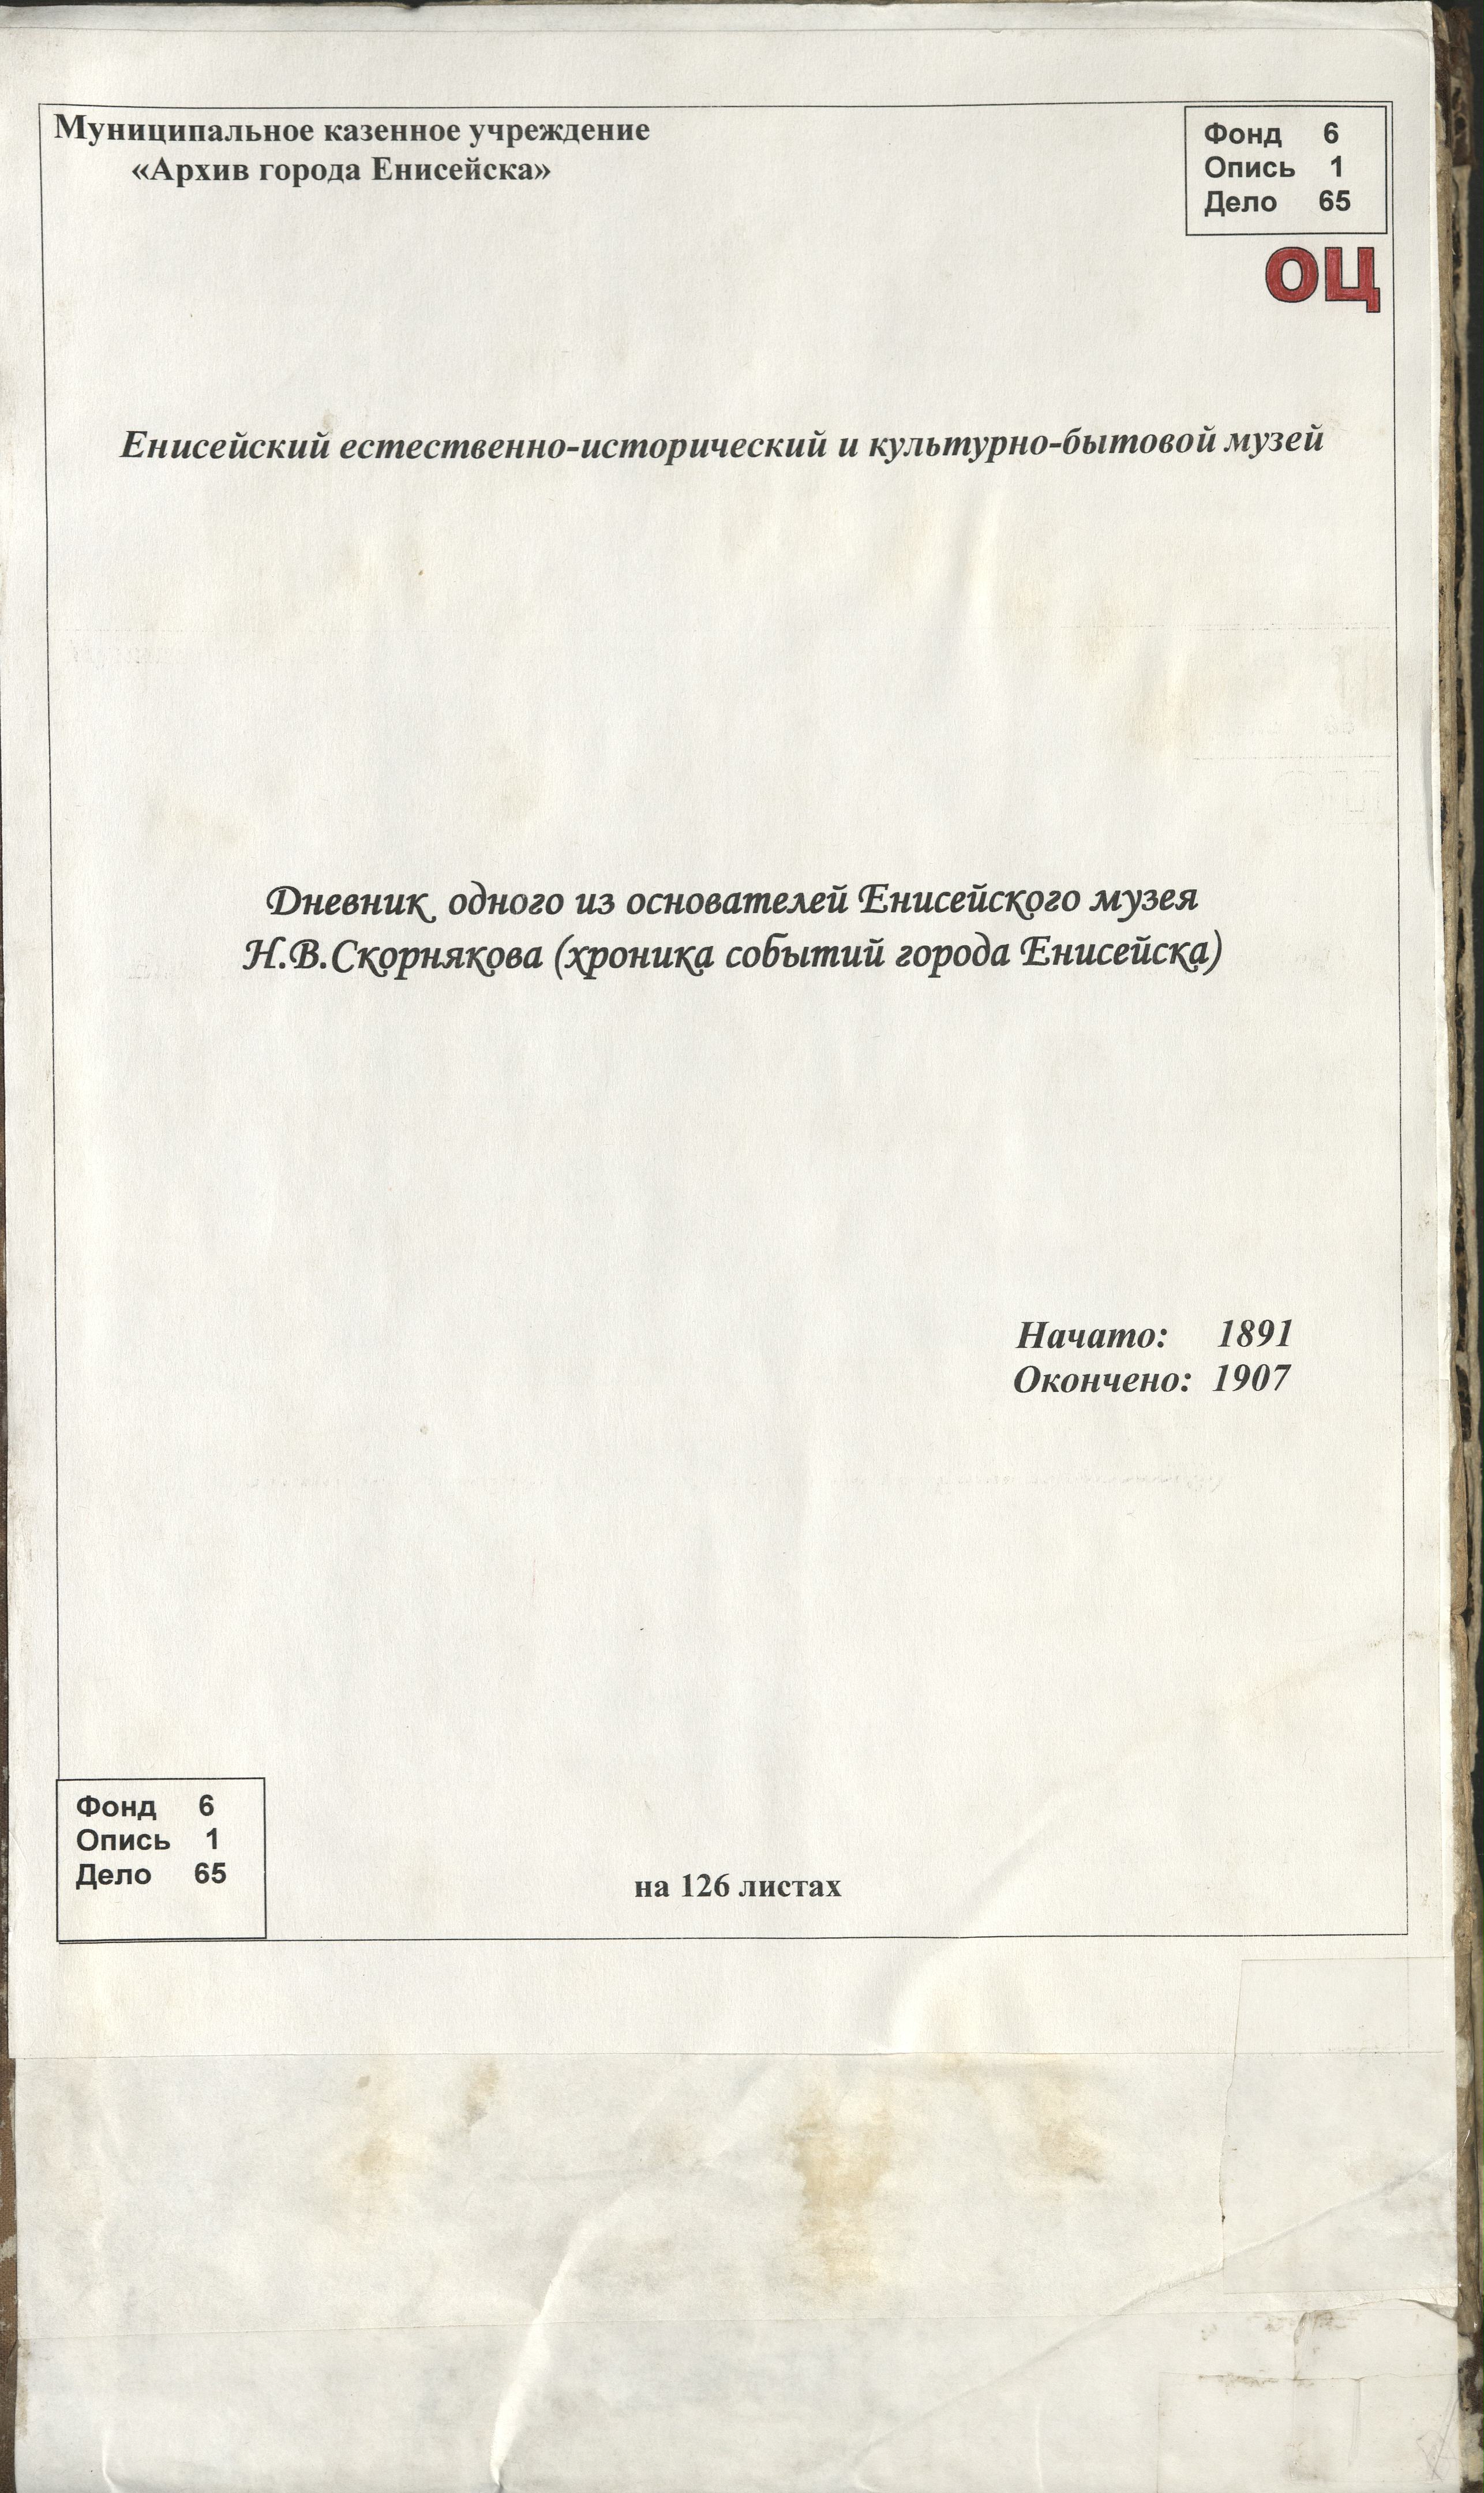 Муниципальное казенное учреждение
«Архив города Енисейска»
Фонд 6
Опись 1
Дело 65
ОЦ
Енисейский естественно-исторический и культурно-бытовой музей
Дневник одного из основателей Енисейского музея
Н.В.Скорнякова (хроника событий города Енисейска)
Начато: 1891
Окончено: 1907
Фонд 6
Опись 1
Дело 65
на 126 листах